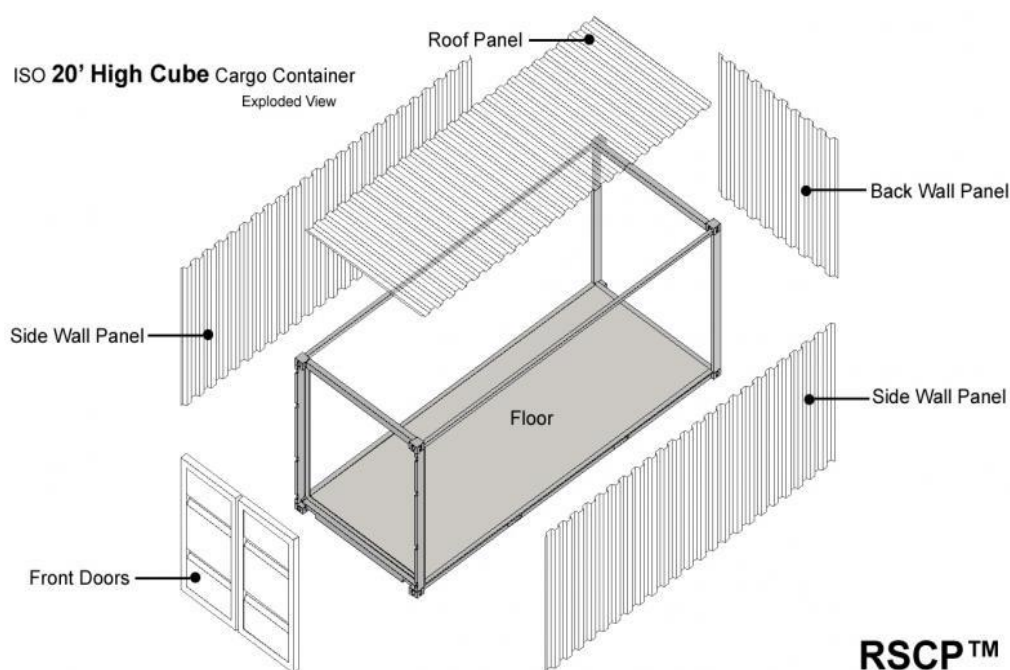 Roof Panel
ISO 20’ High Cube Cargo Container
Exploded View
Back Wall Panel
Side Wall Panel
Side Wall Panel
Floor
Front Doors
RSCP™